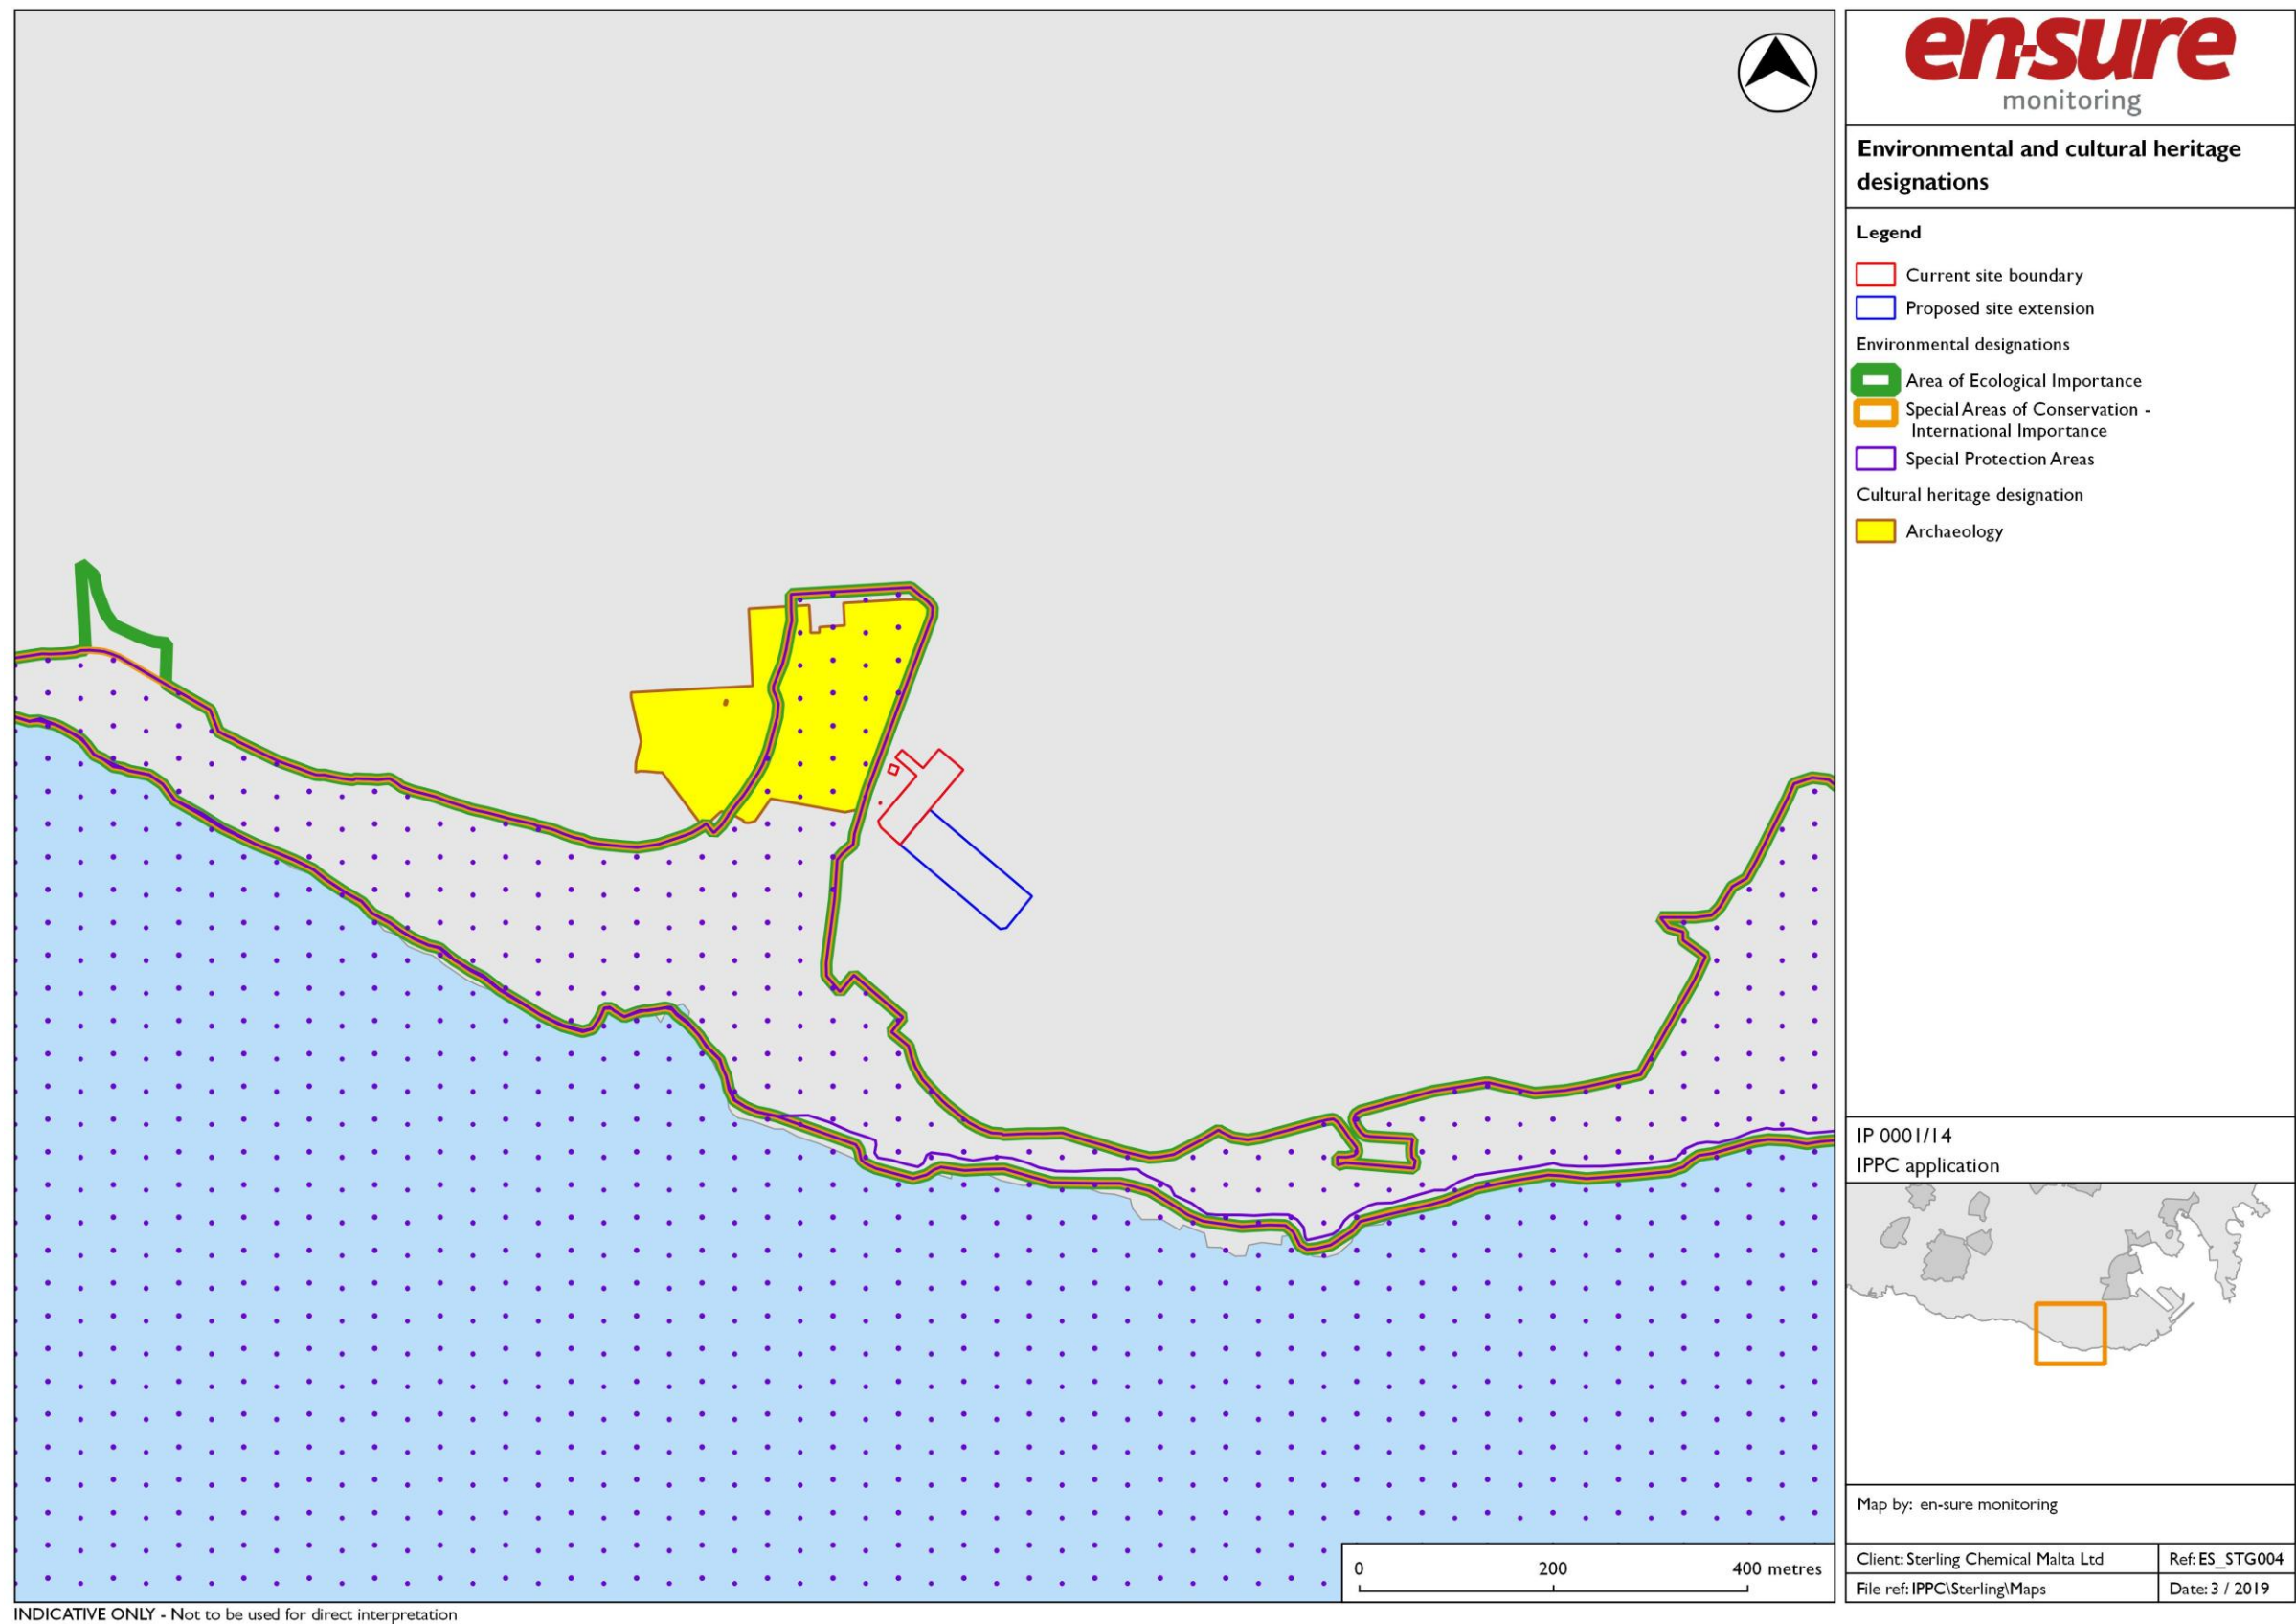 en-sure
monitoring
Environmental and cultural heritage
designations
Legend
Current site boundary
Proposed site extension
Environmental designations
Area of Ecological Importance
Special Areas of Conservation -
International Importance
Special Protection Areas
Cultural heritage designation
Archaeology
IP 0001/14
IPPC application
Map by: en-sure monitoring
Client: Sterling Chemical Malta Ltd
Ref: ES_STG004
File ref: IPPC\Sterling\Maps
Date: 3 / 2019
0 200 400 metres
INDICATIVE ONLY - Not to be used for direct interpretation